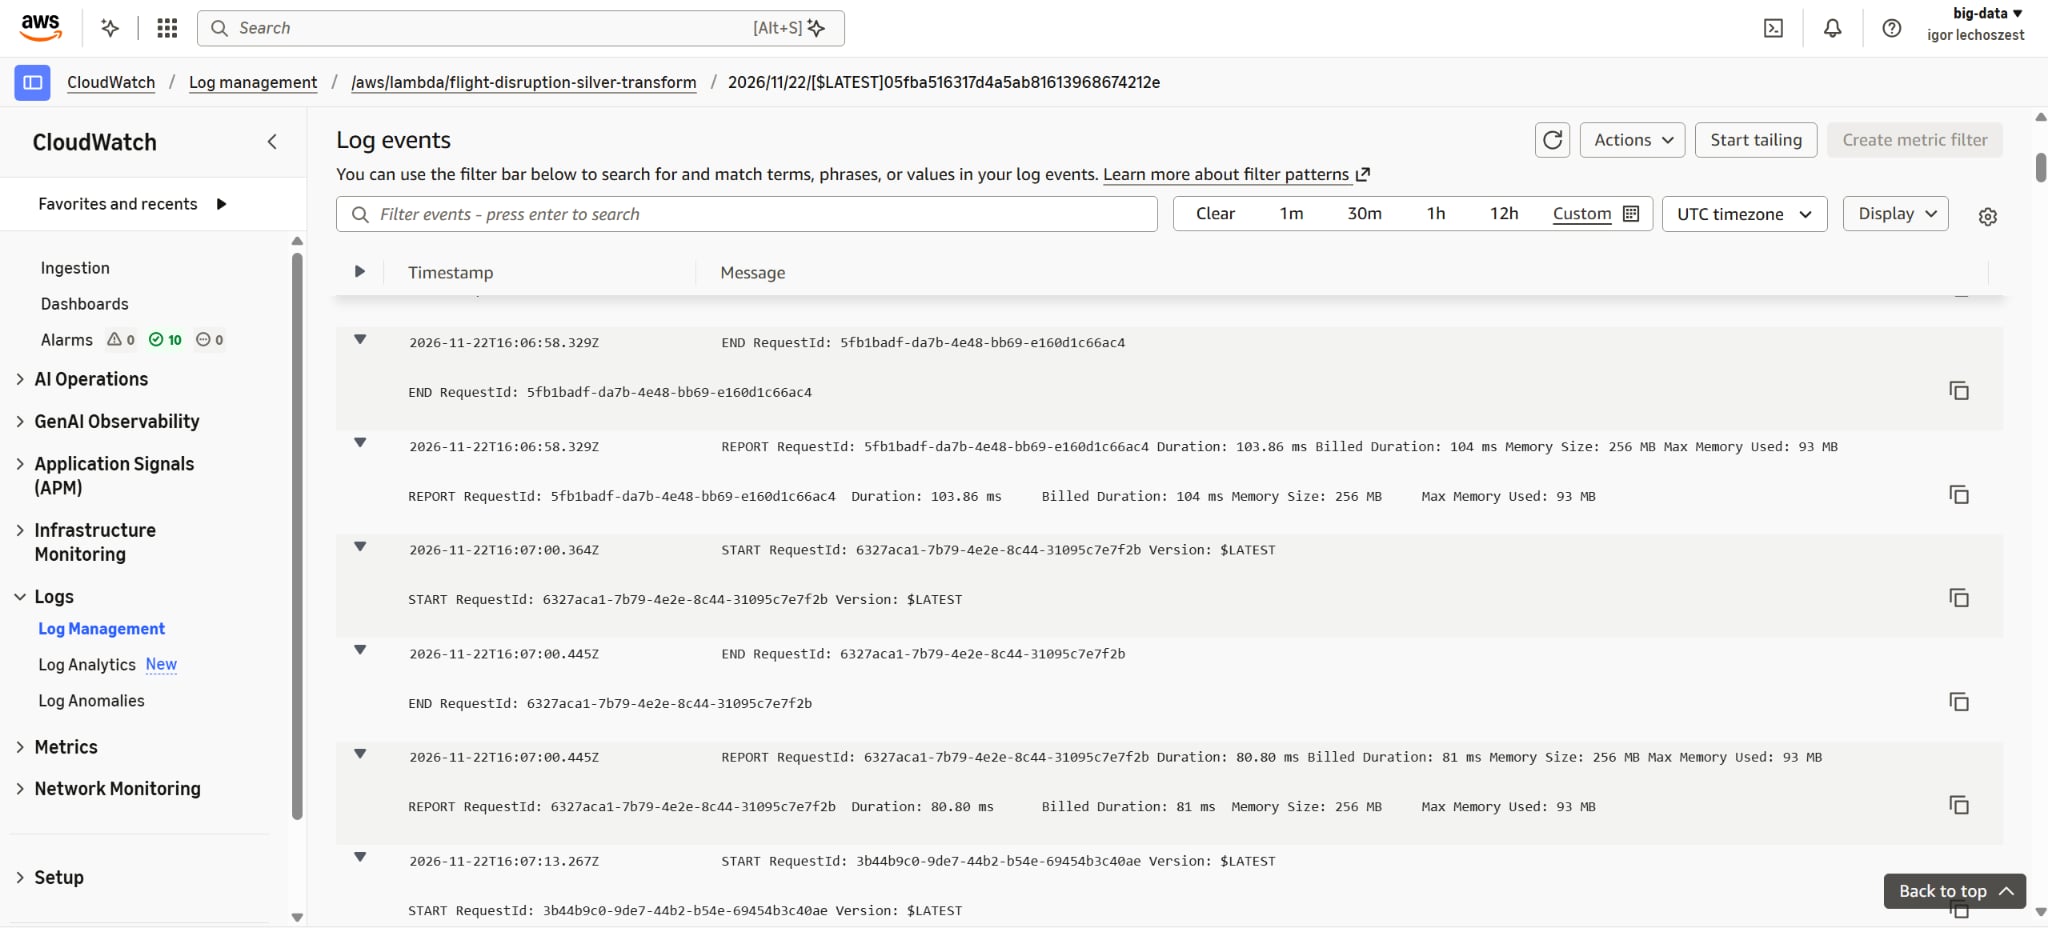 aws
Search [Alt+S]
big-data
igor lechoszest
CloudWatch / Log management / /aws/lambda/flight-disruption-silver-transform / 2026/11/22/[$LATEST]05fba516317d4a5ab81613968674212e
CloudWatch
Favorites and recents
Ingestion
Dashboards
Alarms 0 10 0
AI Operations
GenAI Observability
Application Signals
(APM)
Infrastructure
Monitoring
Logs
Log Management
Log Analytics New
Log Anomalies
Metrics
Network Monitoring
Setup
Log events
Actions
Start tailing
Create metric filter
You can use the filter bar below to search for and match terms, phrases, or values in your log events. Learn more about filter patterns
Filter events - press enter to search
Clear 1m 30m 1h 12h Custom
UTC timezone
Display
Timestamp Message
2026-11-22T16:06:58.329Z END RequestId: 5fb1badf-da7b-4e48-bb69-e160d1c66ac4
END RequestId: 5fb1badf-da7b-4e48-bb69-e160d1c66ac4
2026-11-22T16:06:58.329Z REPORT RequestId: 5fb1badf-da7b-4e48-bb69-e160d1c66ac4 Duration: 103.86 ms Billed Duration: 104 ms Memory Size: 256 MB Max Memory Used: 93 MB
REPORT RequestId: 5fb1badf-da7b-4e48-bb69-e160d1c66ac4 Duration: 103.86 ms Billed Duration: 104 ms Memory Size: 256 MB Max Memory Used: 93 MB
2026-11-22T16:07:00.364Z START RequestId: 6327aca1-7b79-4e2e-8c44-31095c7e7f2b Version: $LATEST
START RequestId: 6327aca1-7b79-4e2e-8c44-31095c7e7f2b Version: $LATEST
2026-11-22T16:07:00.445Z END RequestId: 6327aca1-7b79-4e2e-8c44-31095c7e7f2b
END RequestId: 6327aca1-7b79-4e2e-8c44-31095c7e7f2b
2026-11-22T16:07:00.445Z REPORT RequestId: 6327aca1-7b79-4e2e-8c44-31095c7e7f2b Duration: 80.80 ms Billed Duration: 81 ms Memory Size: 256 MB Max Memory Used: 93 MB
REPORT RequestId: 6327aca1-7b79-4e2e-8c44-31095c7e7f2b Duration: 80.80 ms Billed Duration: 81 ms Memory Size: 256 MB Max Memory Used: 93 MB
2026-11-22T16:07:13.267Z START RequestId: 3b44b9c0-9de7-44b2-b54e-69454b3c40ae Version: $LATEST
START RequestId: 3b44b9c0-9de7-44b2-b54e-69454b3c40ae Version: $LATEST
Back to top